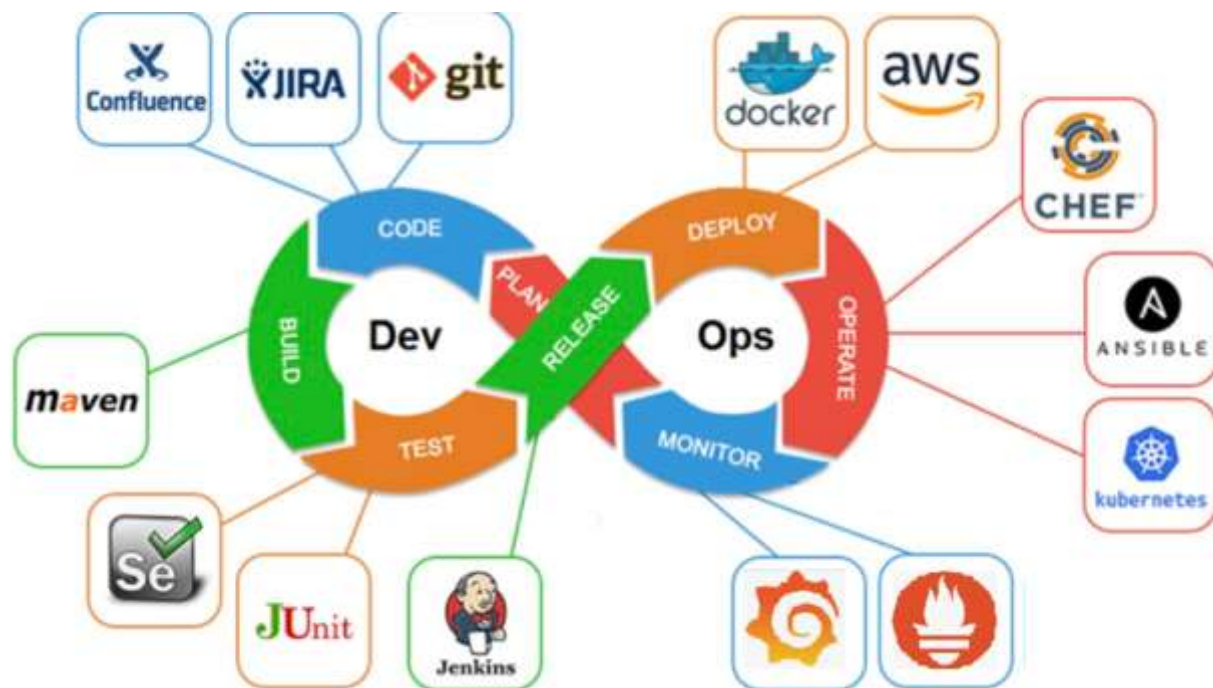 Confluence
JIRA
git
docker
aws
CHEF
CODE
DEPLOY
PLAN
RELEASE
OPERATE
BUILD
Dev
Ops
ANSIBLE
maven
TEST
MONITOR
kubernetes
Se
JUnit
Jenkins